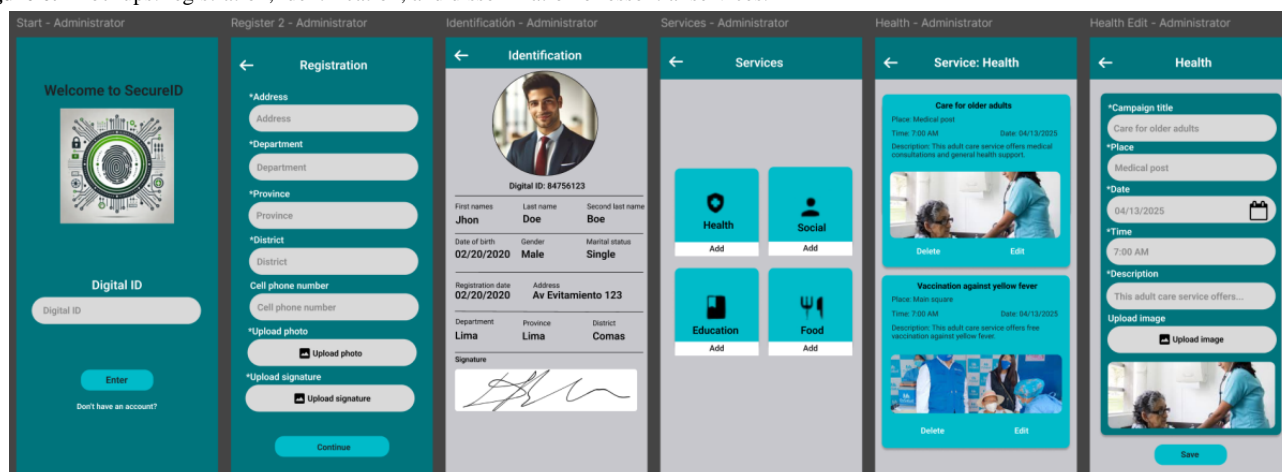 registration, identification, and dissemination of essential services.
Start - Administrator
Welcome to SecureID
Digital ID
Digital ID
Enter
Don't have an account?
Register 2 - Administrator
Registration
*Address
Address
*Department
Department
*Province
Province
*District
District
Cell phone number
Cell phone number
*Upload photo
Upload photo
*Upload signature
Upload signature
Continue
Identificatión - Administrator
Identification
Digital ID: 84756123
First names Last name Second last name
Jhon Doe Boe
Date of birth Gender Marital status
02/20/2020 Male Single
Registration date Address
02/20/2020 Av Evitamiento 123
Department Province District
Lima Lima Comas
Signature
Services - Administrator
Services
Health
Add
Social
Add
Education
Add
Food
Add
Health - Administrator
Service: Health
Care for older adults
Place: Medical post
Time: 7:00 AM Date: 04/13/2025
Description: This adult care service offers medical
consultations and general health support.
Delete Edit
Vaccination against yellow fever
Place: Main square
Time: 7:00 AM Date: 04/13/2025
Description: This adult care service offers free
vaccination against yellow fever.
Delete Edit
Health Edit - Administrator
Health
*Campaign title
Care for older adults
*Place
Medical post
*Date
04/13/2025
*Time
7:00 AM
*Description
This adult care service offers...
Upload image
Upload image
Save